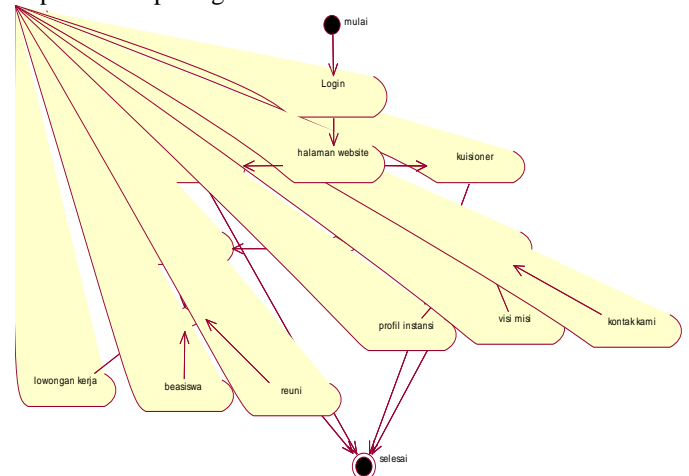 mulai
Login
halaman website
kuisioner
profil instansi
visi misi
kontak kami
lowongan kerja
beasiswa
reuni
selesai